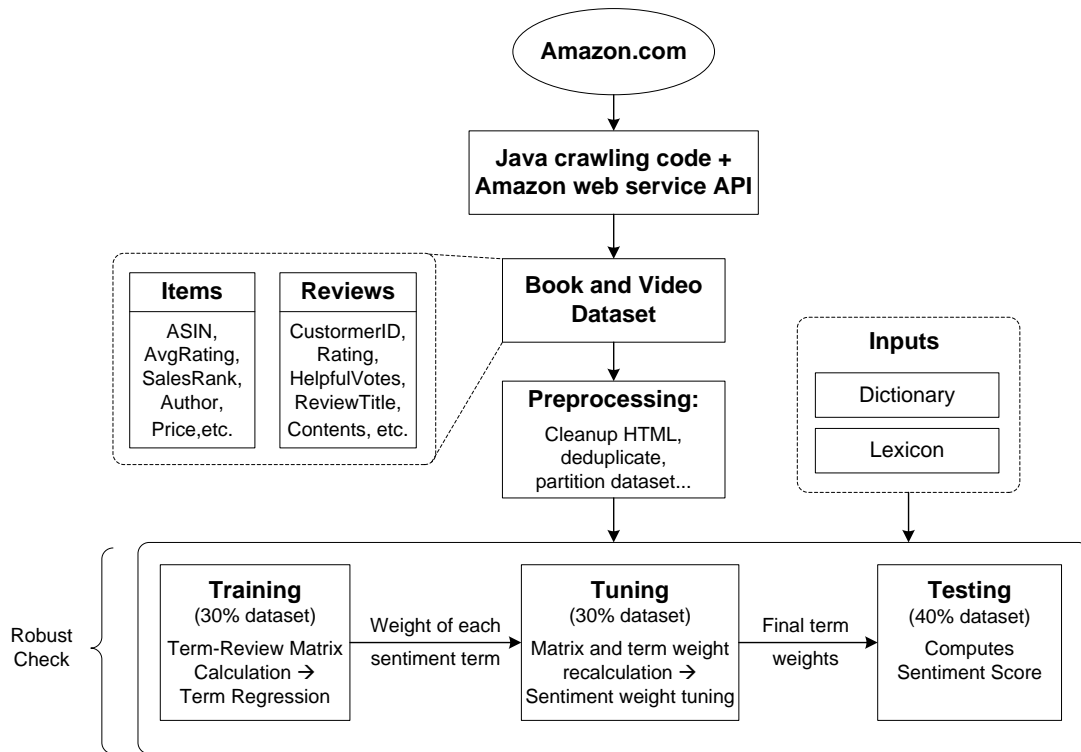 Amazon.com
Java crawling code +
Amazon web service API
Book and Video
Dataset
Items
ASIN,
AvgRating,
SalesRank,
Author,
Price,etc.
Reviews
CustormerID,
Rating,
HelpfulVotes,
ReviewTitle,
Contents, etc.
Preprocessing:
Cleanup HTML,
deduplicate,
partition dataset...
Inputs
Dictionary
Lexicon
Robust
Check
Training
(30% dataset)
Term-Review Matrix
Calculation →
Term Regression
Weight of each
sentiment term
Tuning
(30% dataset)
Matrix and term weight
recalculation →
Sentiment weight tuning
Final term
weights
Testing
(40% dataset)
Computes
Sentiment Score